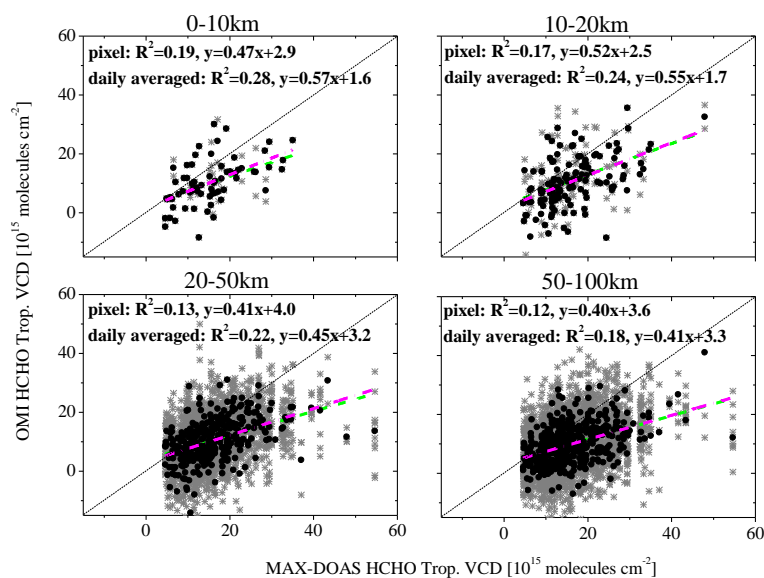 0-10km
10-20km
pixel: R²=0.19, y=0.47x+2.9
daily averaged: R²=0.28, y=0.57x+1.6
pixel: R²=0.17, y=0.52x+2.5
daily averaged: R²=0.24, y=0.55x+1.7
60
40
20
0
20-50km
50-100km
pixel: R²=0.13, y=0.41x+4.0
daily averaged: R²=0.22, y=0.45x+3.2
pixel: R²=0.12, y=0.40x+3.6
daily averaged: R²=0.18, y=0.41x+3.3
60
40
20
0
0 20 40 60
0 20 40 60
OMI HCHO Trop. VCD [10¹⁵ molecules cm⁻²]
MAX-DOAS HCHO Trop. VCD [10¹⁵ molecules cm⁻²]